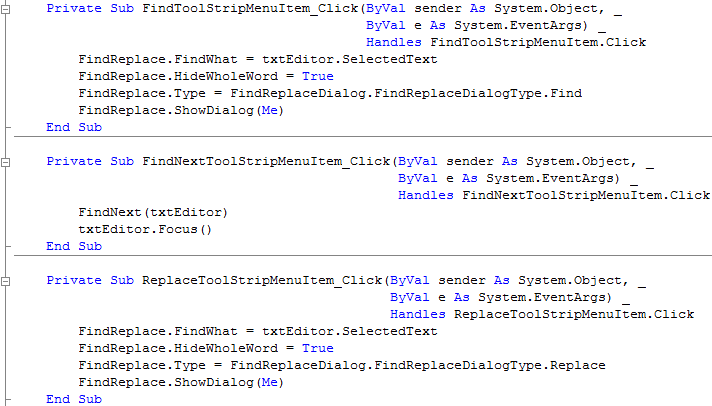 Private Sub FindToolStripMenuItem_Click(ByVal sender As System.Object, _
ByVal e As System.EventArgs) _
Handles FindToolStripMenuItem.Click
FindReplace.FindWhat = txtEditor.SelectedText
FindReplace.HideWholeWord = True
FindReplace.Type = FindReplaceDialog.FindReplaceDialogType.Find
FindReplace.ShowDialog(Me)
End Sub
Private Sub FindNextToolStripMenuItem_Click(ByVal sender As System.Object, _
ByVal e As System.EventArgs) _
Handles FindNextToolStripMenuItem.Click
FindNext(txtEditor)
txtEditor.Focus()
End Sub
Private Sub ReplaceToolStripMenuItem_Click(ByVal sender As System.Object, _
ByVal e As System.EventArgs) _
Handles ReplaceToolStripMenuItem.Click
FindReplace.FindWhat = txtEditor.SelectedText
FindReplace.HideWholeWord = True
FindReplace.Type = FindReplaceDialog.FindReplaceDialogType.Replace
FindReplace.ShowDialog(Me)
End Sub